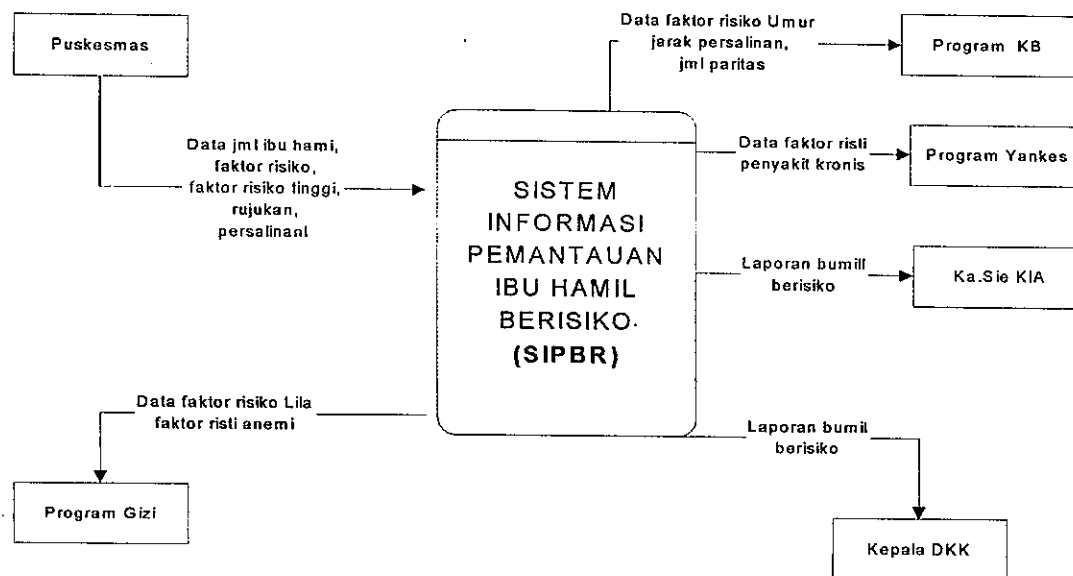 Puskesmas
Data faktor risiko Umur
jarak persalinan,
jml paritas
Program KB
Data jml ibu hami,
faktor risiko,
faktor risiko tinggi,
rujukan,
persalinanl
Data faktor risti
penyakit kronis
Program Yankes
SISTEM
INFORMASI
PEMANTAUAN
IBU HAMIL
BERISIKO
(SIPBR)
Laporan bumill
berisiko
Ka.Sie KIA
Data faktor risiko Lila
faktor risti anemi
Program Gizi
Laporan bumil
berisiko
Kepala DKK